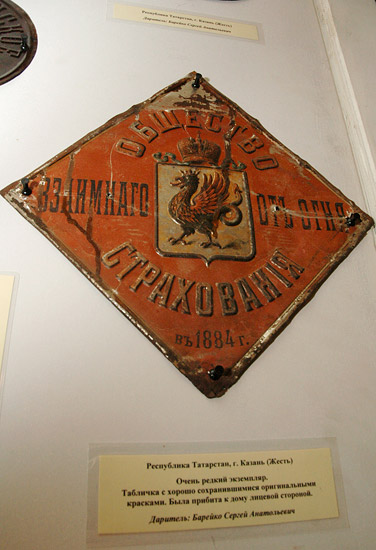 Республика Татарстан, г. Казань (Жесть)
Даритель: Барейко Сергей Анатольевич
ОБЩЕСТВО
ВЗАИМНАГО ОТЪ ОГНЯ
СТРАХОВАНІЯ
въ 1884 г.
Республика Татарстан, г. Казань (Жесть)
Очень редкий экземпляр.
Табличка с хорошо сохранившимися оригинальными
красками. Была прибита к дому лицевой стороной.
Даритель: Барейко Сергей Анатольевич